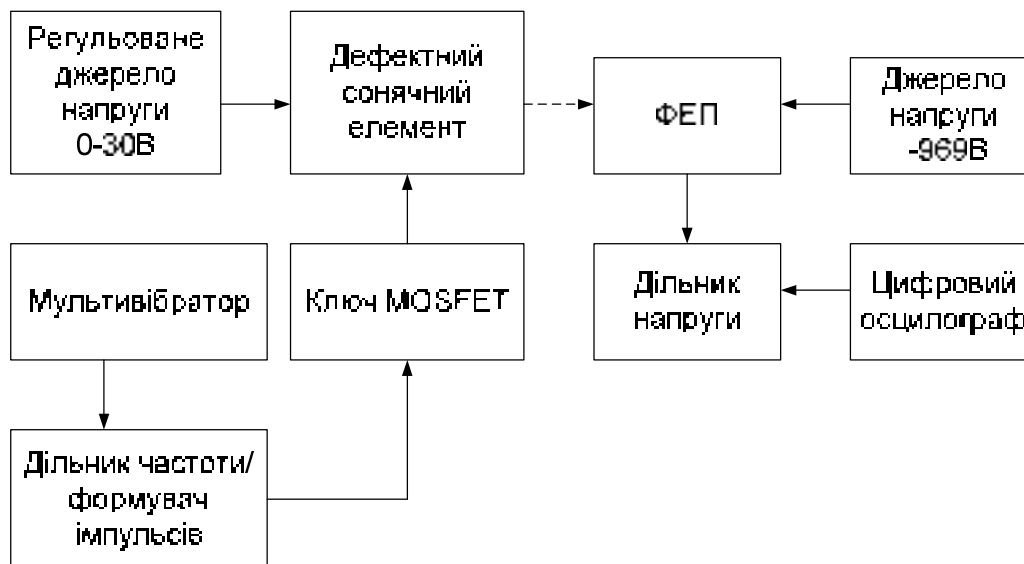 Регульоване
джерело
напруги
0-30В
Дефектний
сонячний
елемент
ФЕП
Джерело
напруги
-969В
Мультивібратор
Ключ MOSFET
Дільник
напруги
Цифровий
осцилограф
Дільник частоти/
формувач
імпульсів